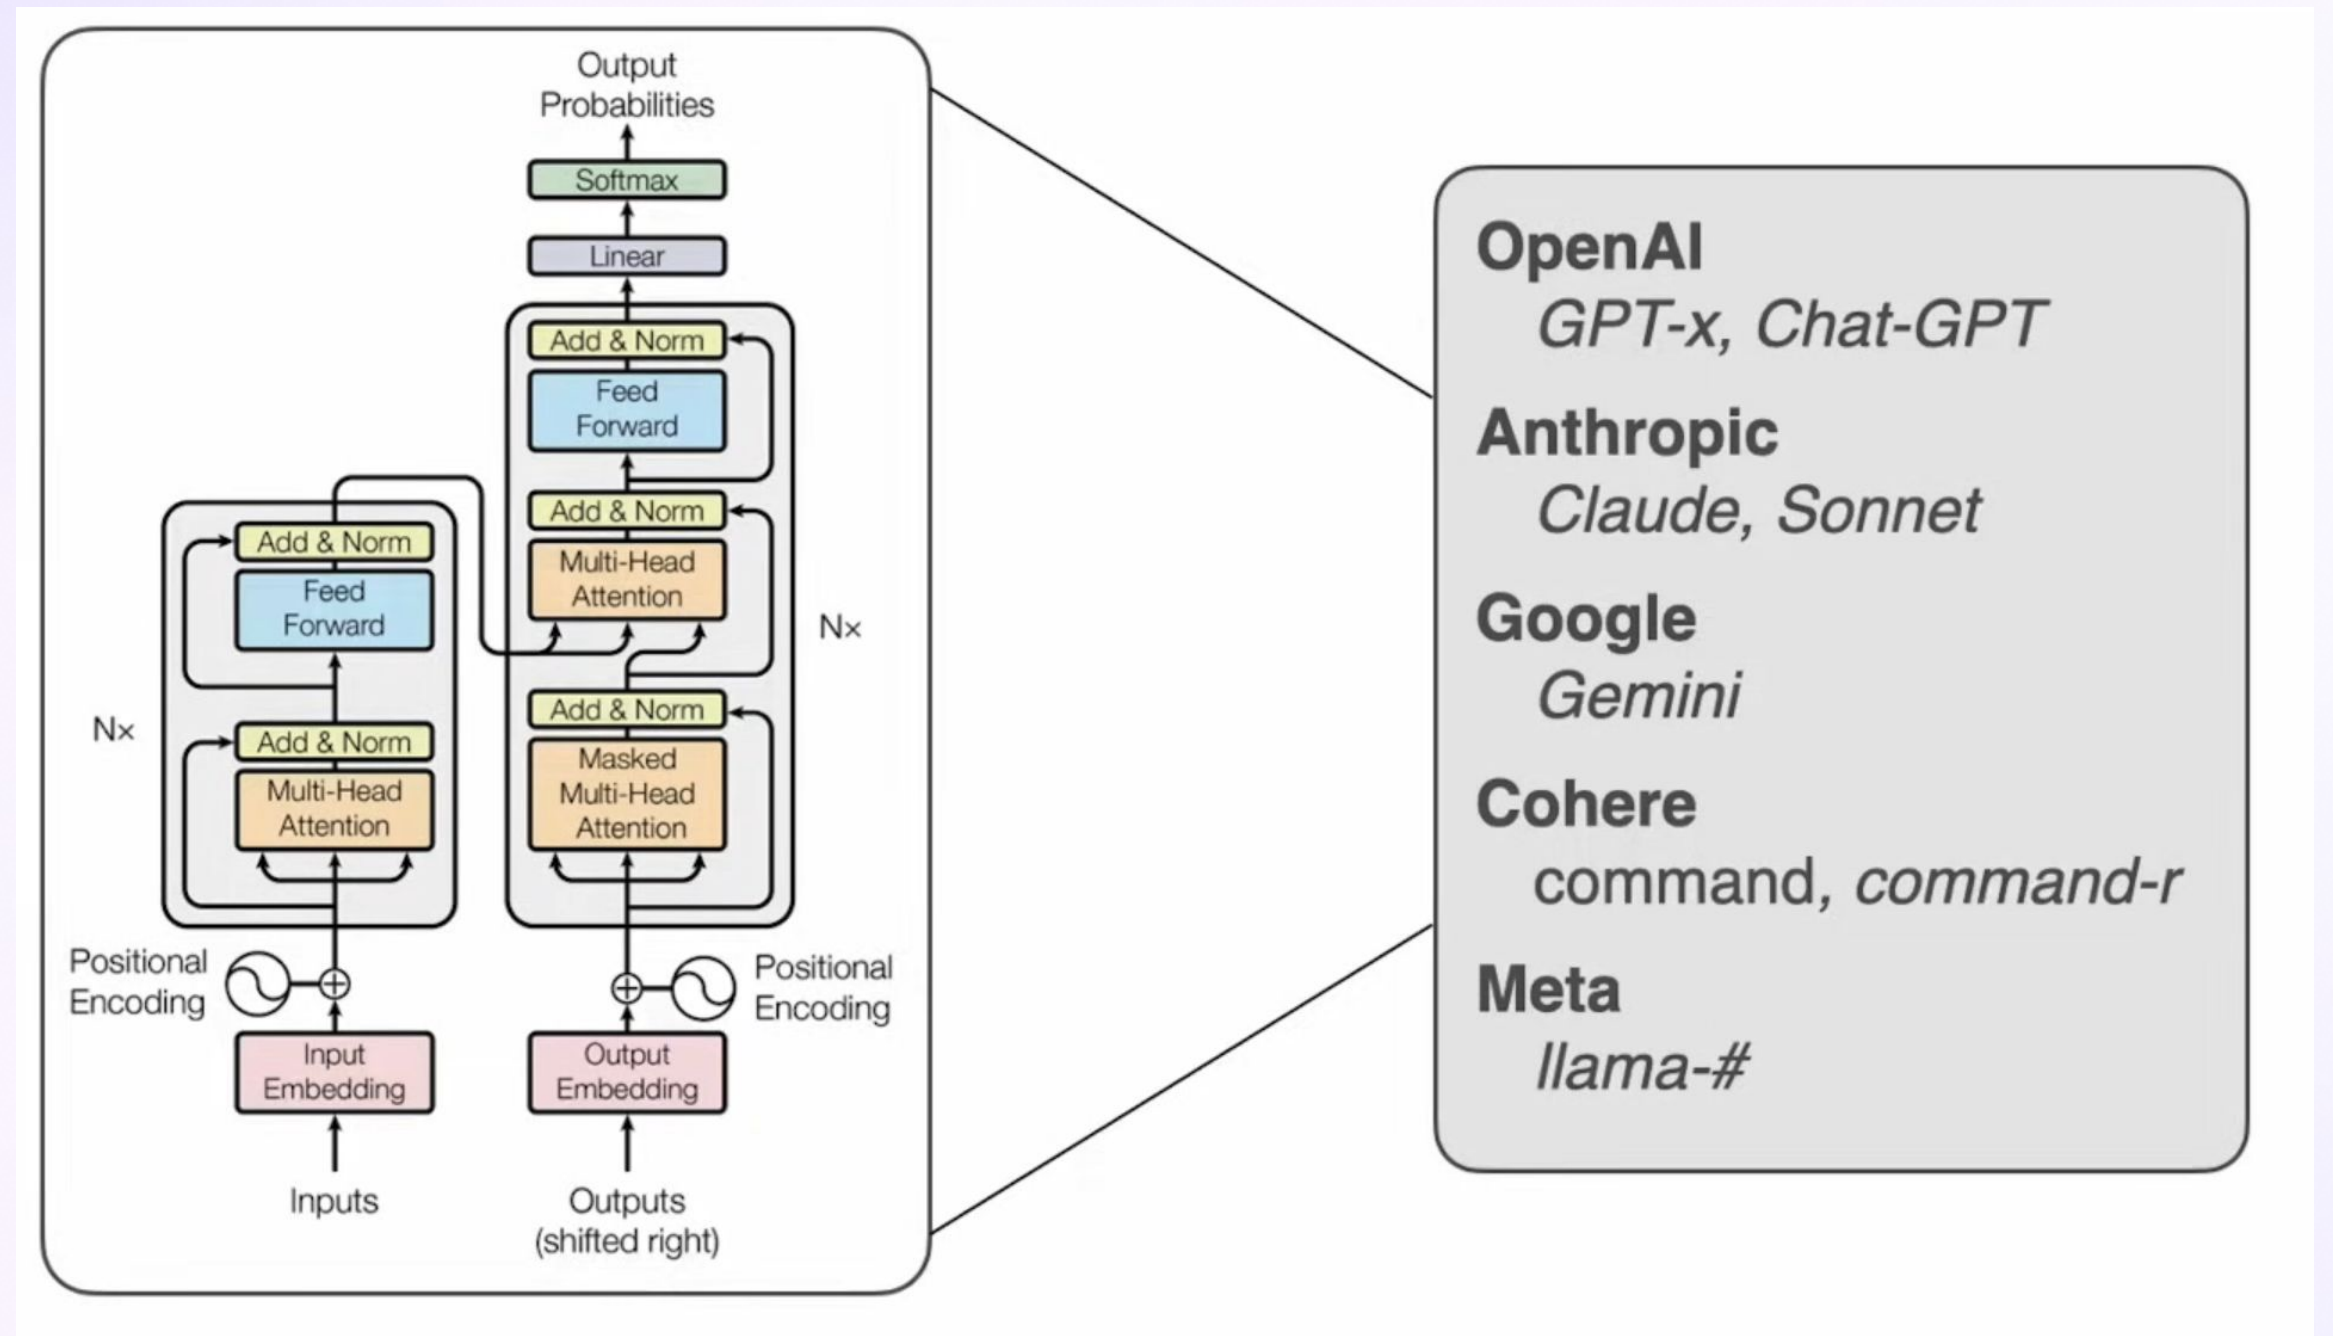 Output
Probabilities
Softmax
Linear
Add & Norm
Feed
Forward
Add & Norm
Multi-Head
Attention
Add & Norm
Masked
Multi-Head
Attention
Nx
Add & Norm
Feed
Forward
Add & Norm
Multi-Head
Attention
Nx
Positional
Encoding
Positional
Encoding
Input
Embedding
Output
Embedding
Inputs
Outputs
(shifted right)
OpenAI
GPT-x, Chat-GPT
Anthropic
Claude, Sonnet
Google
Gemini
Cohere
command, command-r
Meta
llama-#